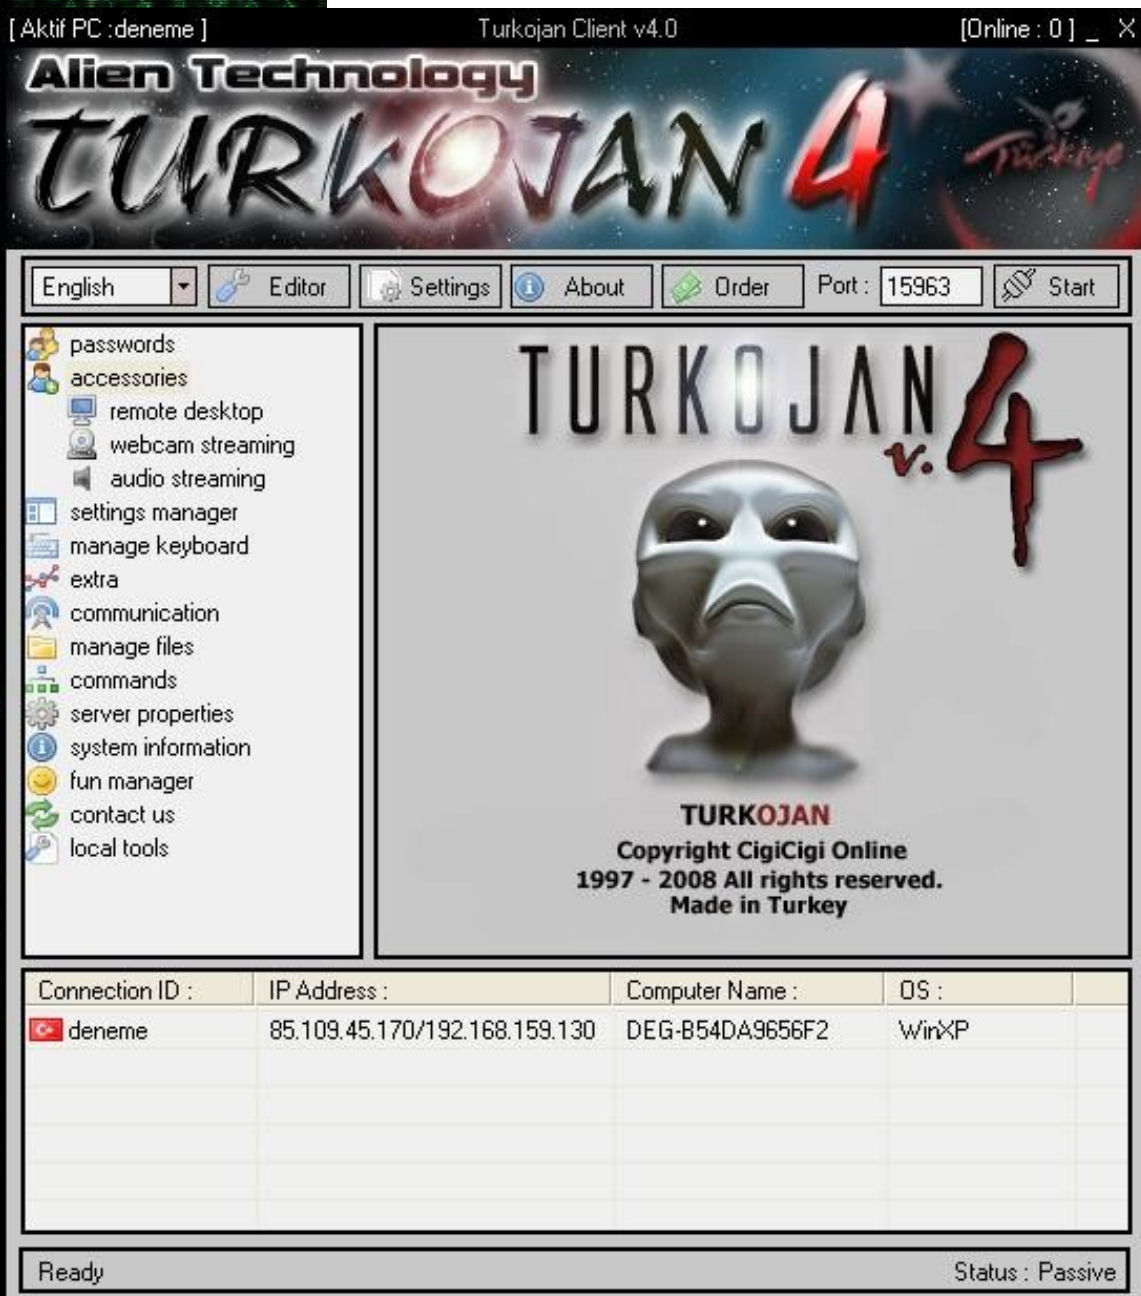 [ Aktif PC :deneme ] Turkojan Client v4.0 [Online : 0 ] _ X
Alien Technology
TURKOJAN 4
Türkiye
English Editor Settings About Order Port : 15963 Start
passwords
accessories
remote desktop
webcam streaming
audio streaming
settings manager
manage keyboard
extra
communication
manage files
commands
server properties
system information
fun manager
contact us
local tools
TURKOJAN
v.4
TURKOJAN
Copyright CigiCigi Online
1997 - 2008 All rights reserved.
Made in Turkey
Connection ID : IP Address : Computer Name : OS :
deneme 85.109.45.170/192.168.159.130 DEG-B54DA9656F2 WinXP
Ready Status : Passive